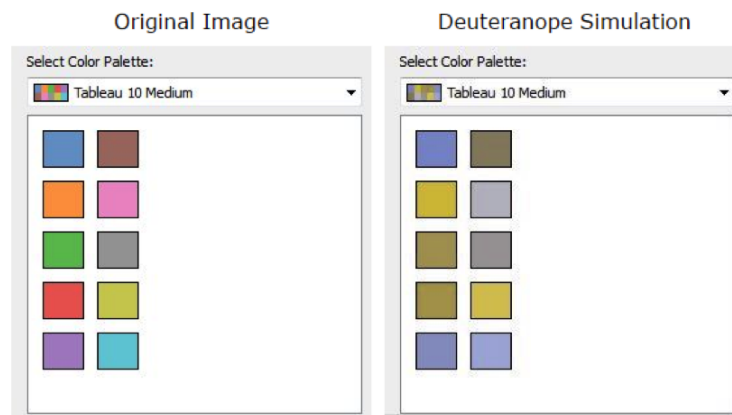 Original Image
Deuteranope Simulation
Select Color Palette:
Tableau 10 Medium
Select Color Palette:
Tableau 10 Medium